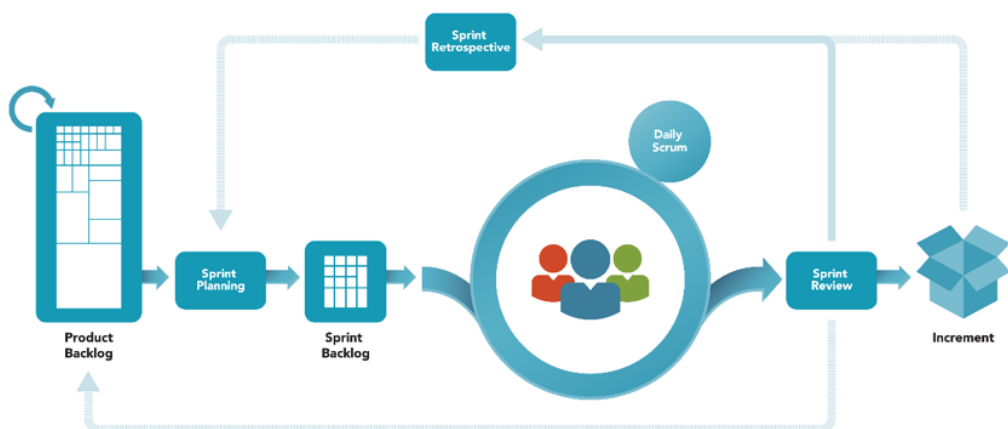 Sprint
Retrospective
Daily
Scrum
Sprint
Planning
Sprint
Review
Product
Backlog
Sprint
Backlog
Increment